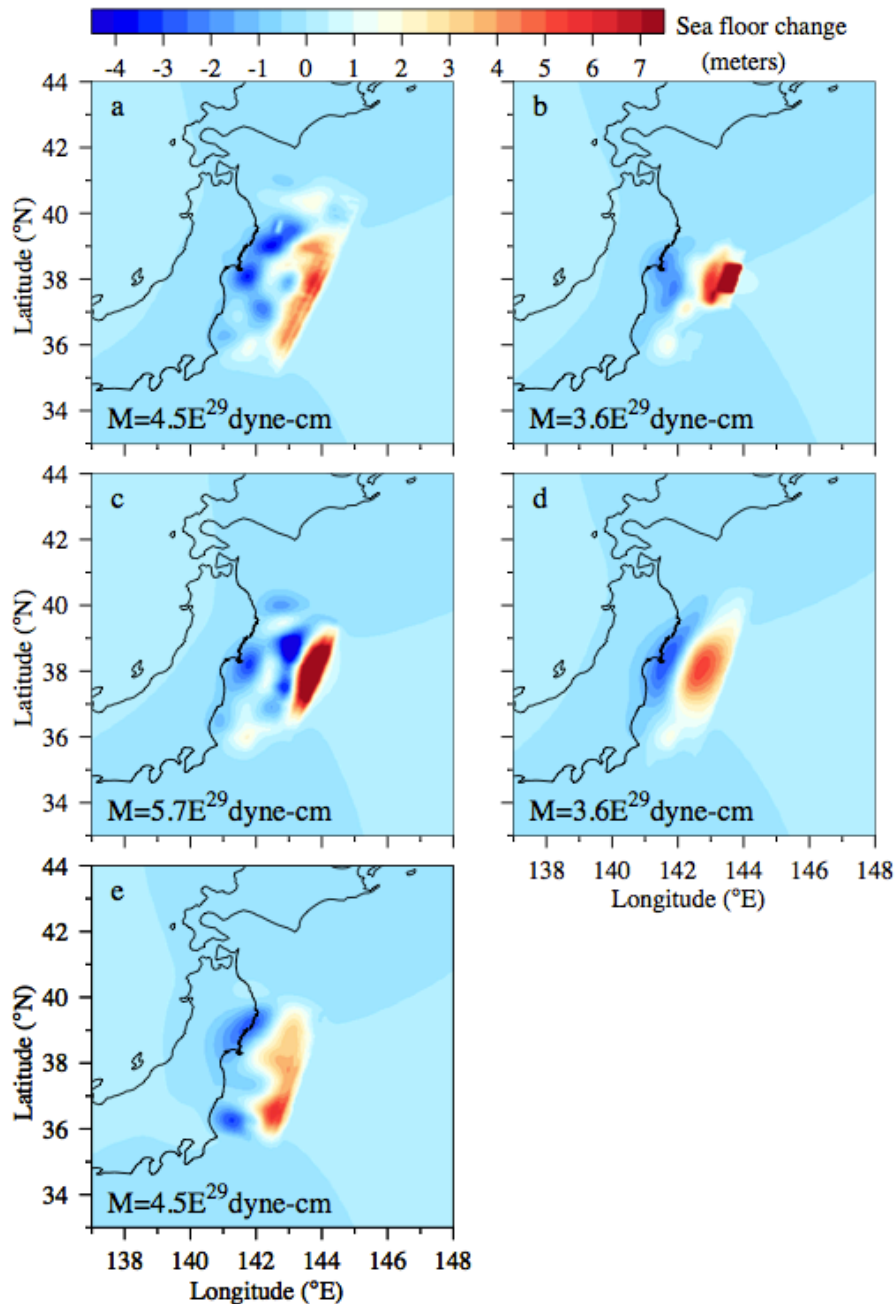 -4 -3 -2 -1 0 1 2 3 4 5 6 7
Sea floor change
(meters)
a
44
42
40
38
36
34
Latitude (°N)
M=4.5E²⁹dyne-cm
b
M=3.6E²⁹dyne-cm
c
44
42
40
38
36
34
Latitude (°N)
M=5.7E²⁹dyne-cm
d
M=3.6E²⁹dyne-cm
138 140 142 144 146 148
Longitude (°E)
e
44
42
40
38
36
34
Latitude (°N)
M=4.5E²⁹dyne-cm
138 140 142 144 146 148
Longitude (°E)